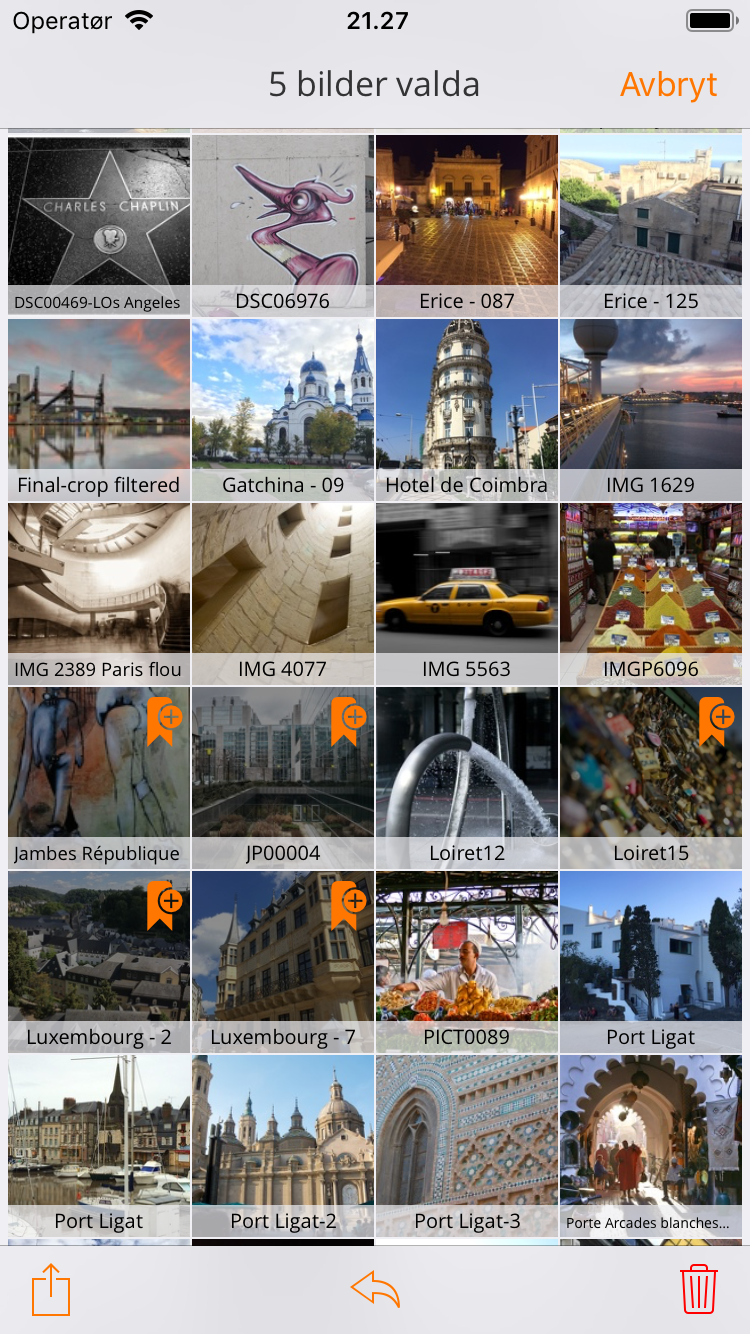 Operatør
21.27
5 bilder valda
Avbryt
CHARLES CHAPLIN
DSC00469-LOs Angeles
DSC06976
Erice - 087
Erice - 125
Final-crop filtered
Gatchina - 09
Hotel de Coimbra
IMG 1629
IMG 2389 Paris flou
IMG 4077
IMG 5563
IMGP6096
Jambes République
JP00004
Loiret12
Loiret15
Luxembourg - 2
Luxembourg - 7
PICT0089
Port Ligat
Port Ligat
Port Ligat-2
Port Ligat-3
Porte Arcades blanches...